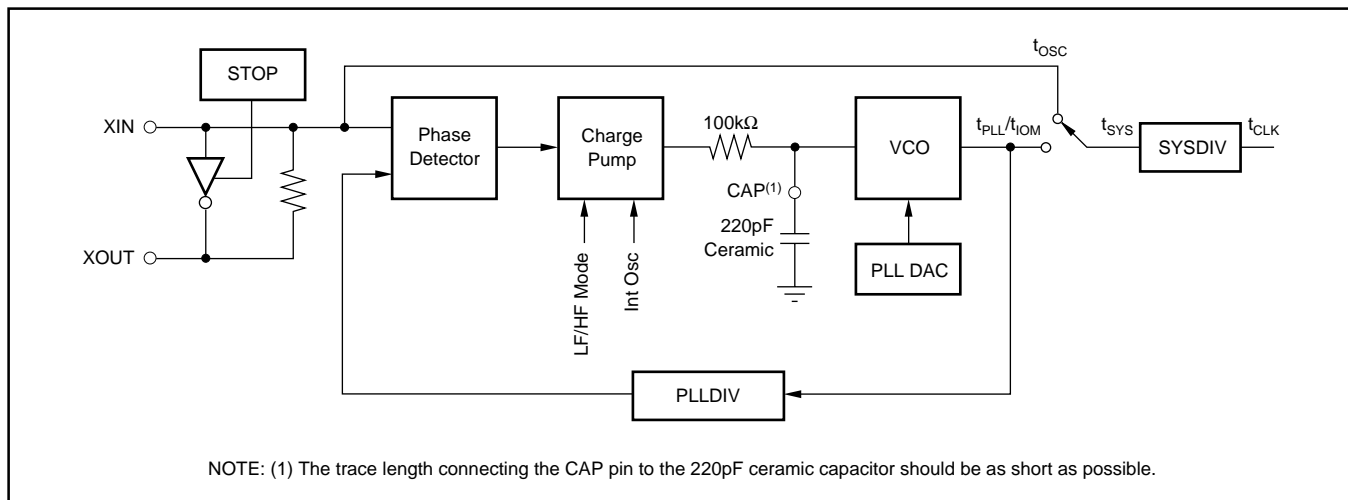 STOP
XIN
XOUT
Phase
Detector
Charge
Pump
LF/HF Mode
Int Osc
100kΩ
CAP(1)
220pF
Ceramic
VCO
PLL DAC
tPLL/tIOM
tOSC
tSYS
SYSDIV
tCLK
PLLDIV
NOTE: (1) The trace length connecting the CAP pin to the 220pF ceramic capacitor should be as short as possible.